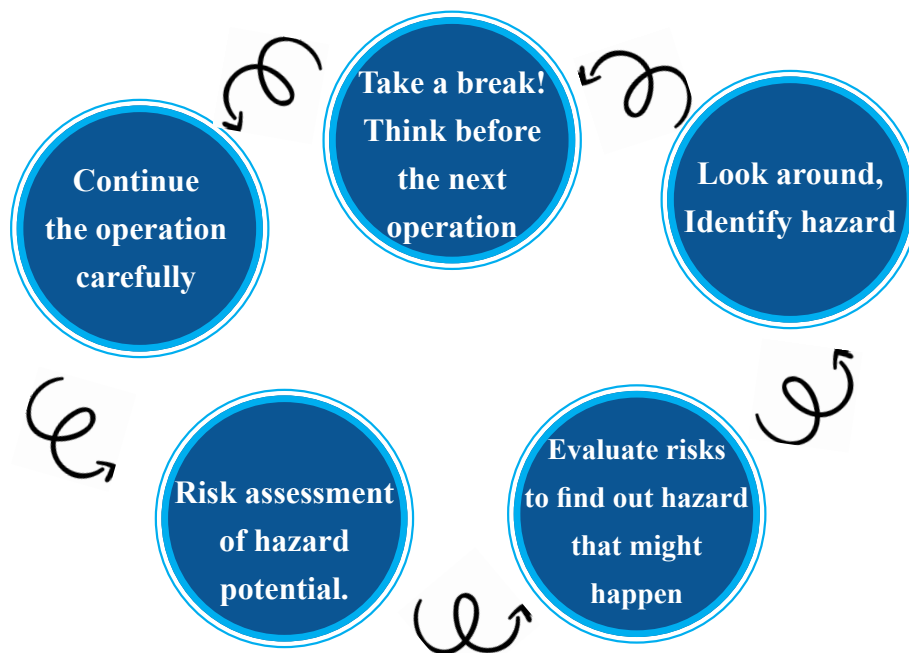 Take a break!
Think before
the next
operation
Continue
the operation
carefully
Risk assessment
of hazard
potential.
Evaluate risks
to find out hazard
that might
happen
Look around,
Identify hazard